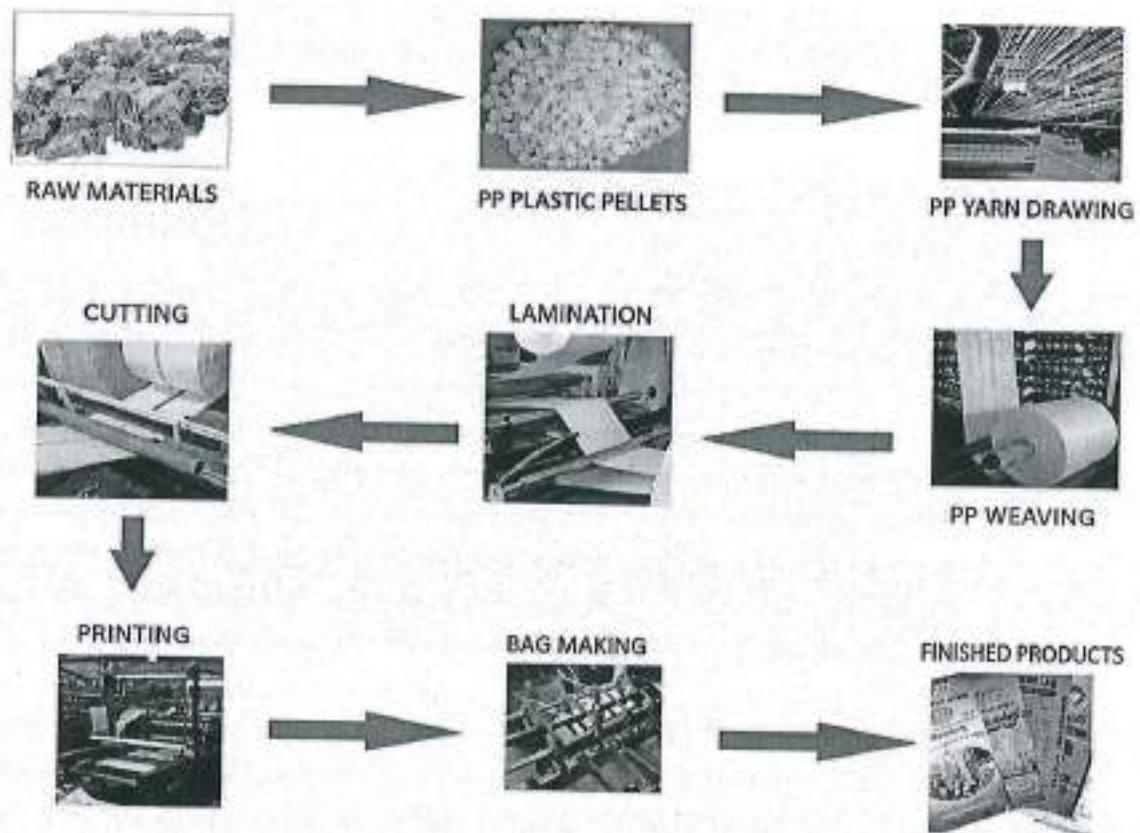 RAW MATERIALS
PP PLASTIC PELLETS
PP YARN DRAWING
PP WEAVING
LAMINATION
CUTTING
PRINTING
BAG MAKING
FINISHED PRODUCTS